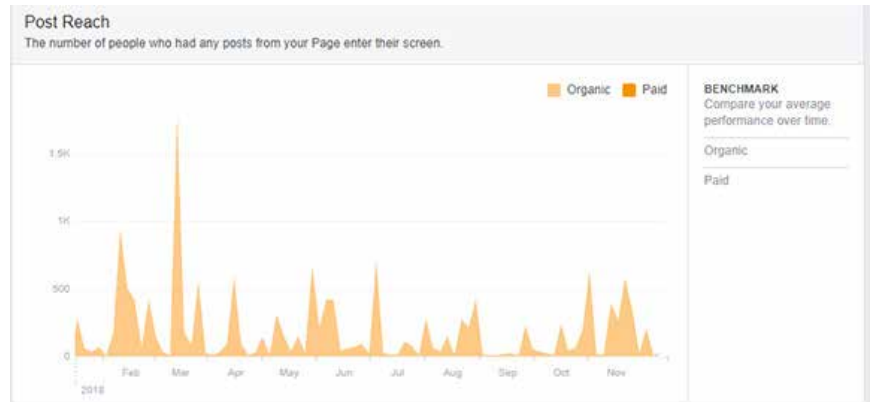 Post Reach
The number of people who had any posts from your Page enter their screen.
Organic Paid
BENCHMARK
Compare your average
performance over time.
Organic
Paid
1.5K
1K
500
0
Feb Mar Apr May Jun Jul Aug Sep Oct Nov
2018